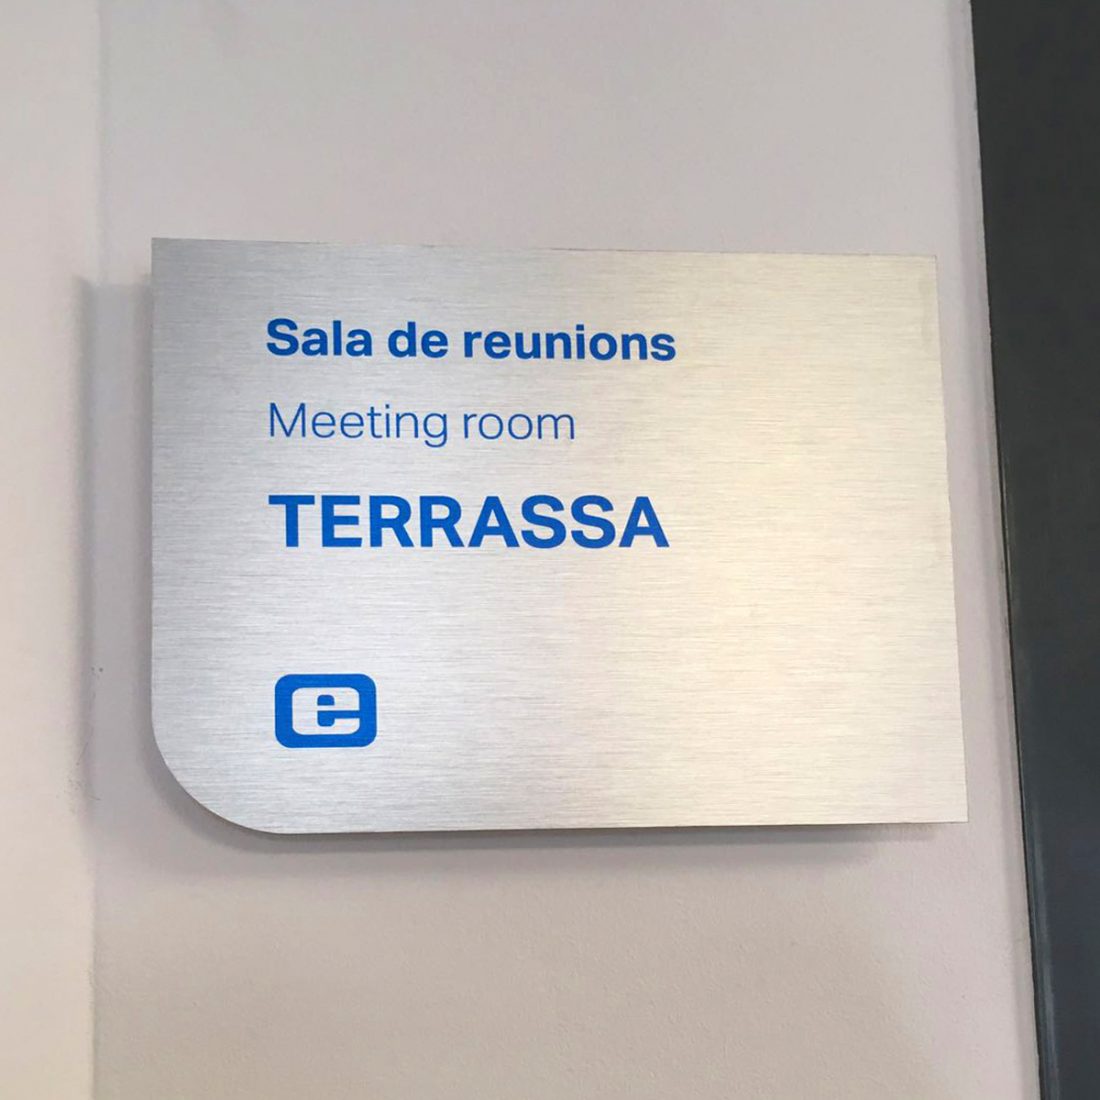 Sala de reunions
Meeting room
TERRASSA
e